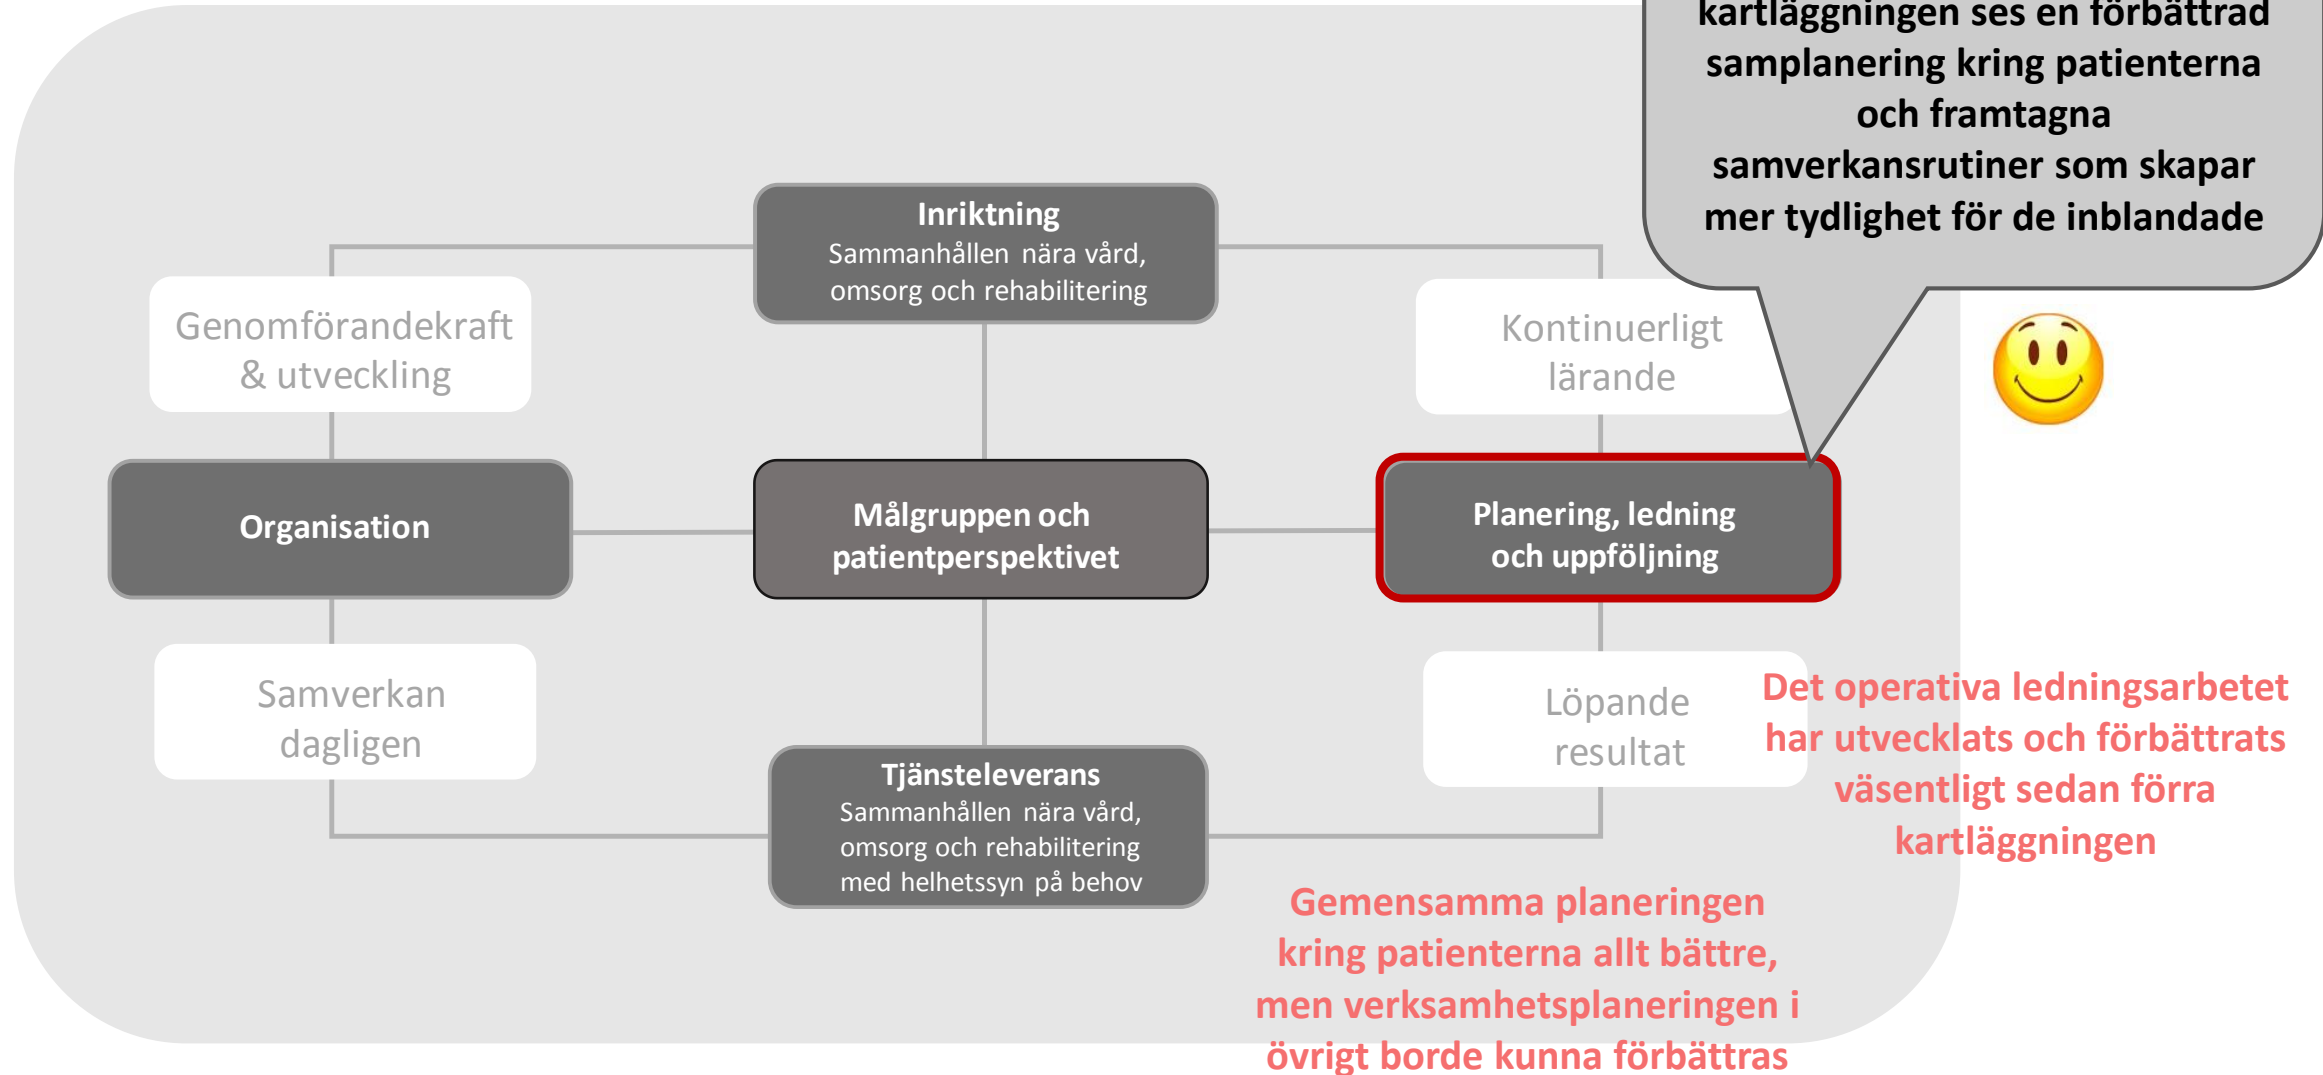 kartläggningen ses en förbättrad
samplanering kring patienterna
och framtagna
samverkansrutiner som skapar
mer tydlighet för de inblandade
Inriktning
Sammanhållen nära vård,
omsorg och rehabilitering
Genomförandekraft
& utveckling
Kontinuerligt
lärande
Organisation
Målgruppen och
patientperspektivet
Planering, ledning
och uppföljning
Samverkan
dagligen
Löpande
resultat
Det operativa ledningsarbetet
har utvecklats och förbättrats
väsentligt sedan förra
kartläggningen
Tjänsteleverans
Sammanhållen nära vård,
omsorg och rehabilitering
med helhetssyn på behov
Gemensamma planeringen
kring patienterna allt bättre,
men verksamhetsplaneringen i
övrigt borde kunna förbättras